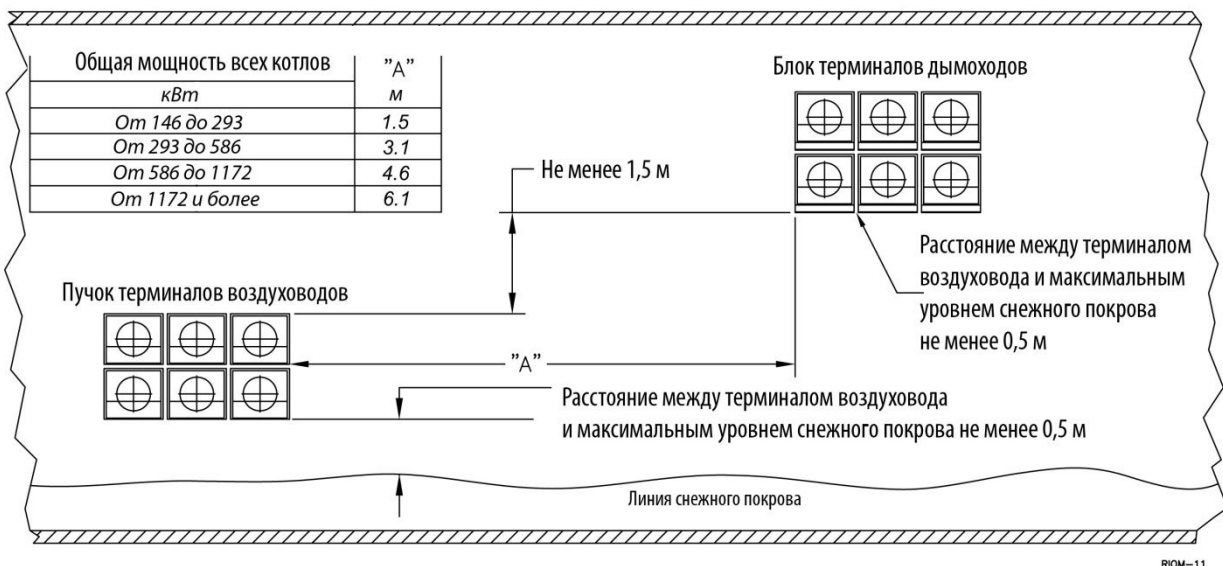 Общая мощность всех котлов "А"
кВт м
От 146 до 293 1.5
От 293 до 586 3.1
От 586 до 1172 4.6
От 1172 и более 6.1
Блок терминалов дымоходов
Не менее 1,5 м
Расстояние между терминалом
воздуховода и максимальным
уровнем снежного покрова
не менее 0,5 м
Пучок терминалов воздуховодов
"А"
Расстояние между терминалом воздуховода
и максимальным уровнем снежного покрова не менее 0,5 м
Линия снежного покрова
RIOM-11